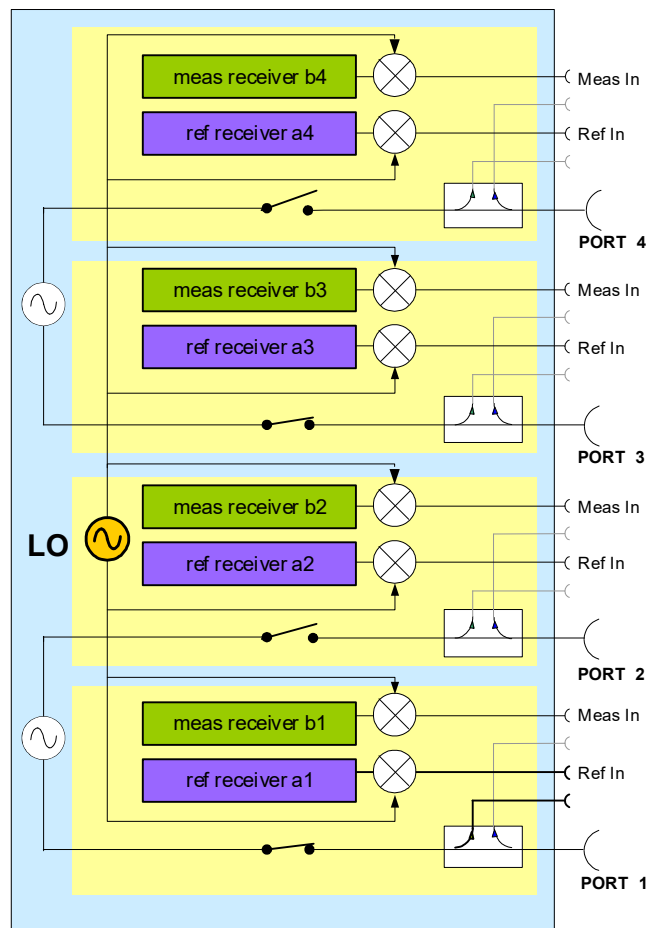 meas receiver b4
Meas In
ref receiver a4
Ref In
PORT 4
meas receiver b3
Meas In
ref receiver a3
Ref In
PORT 3
meas receiver b2
Meas In
LO
ref receiver a2
Ref In
PORT 2
meas receiver b1
Meas In
ref receiver a1
Ref In
PORT 1